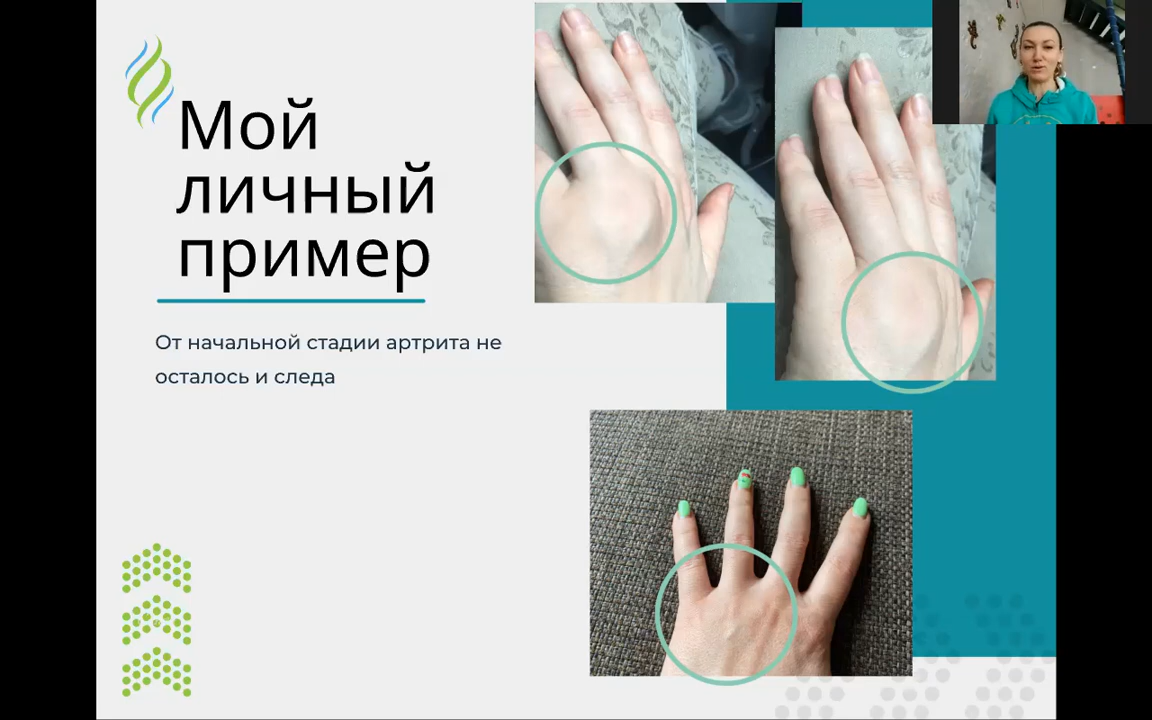 Мой
личный
пример
От начальной стадии артрита не
осталось и следа